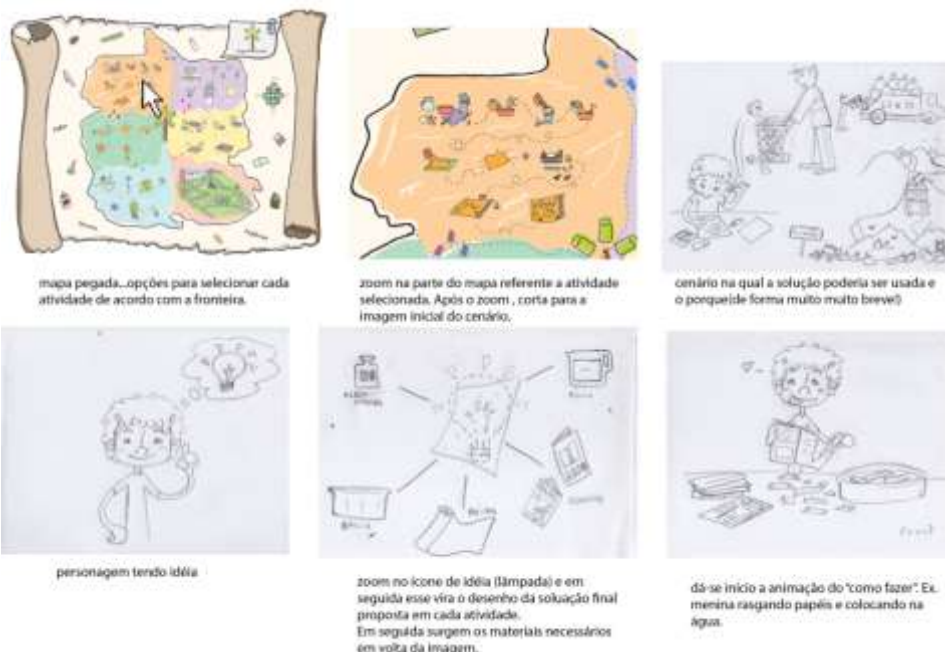 mapa pegada...opções para selecionar cada
atividade de acordo com a fronteira.
zoom na parte do mapa referente a atividade
selecionada. Após o zoom , corta para a
imagem inicial do cenário.
cenário na qual a solução poderia ser usada e
o porque(de forma muito muito breve!)
personagem tendo idéia
zoom no ícone de idéia (lâmpada) e em
seguida esse vira o desenho da soluação final
proposta em cada atividade.
Em seguida surgem os materiais necessários
em volta da imagem.
dá-se inicio a animação do "como fazer". Ex.
menina rasgando papéis e colocando na
água.